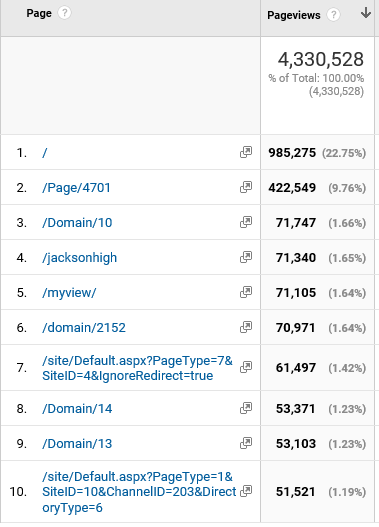 Page ? Pageviews ?
4,330,528
% of Total: 100.00%
(4,330,528)
1. / 985,275 (22.75%)
2. /Page/4701 422,549 (9.76%)
3. /Domain/10 71,747 (1.66%)
4. /jacksonhigh 71,340 (1.65%)
5. /myview/ 71,105 (1.64%)
6. /domain/2152 70,971 (1.64%)
/site/Default.aspx?PageType=7&
7. SiteID=4&IgnoreRedirect=true 61,497 (1.42%)
8. /Domain/14 53,371 (1.23%)
9. /Domain/13 53,103 (1.23%)
/site/Default.aspx?PageType=1&
10. SiteID=10&ChannelID=203&Direct 51,521 (1.19%)
oryType=6